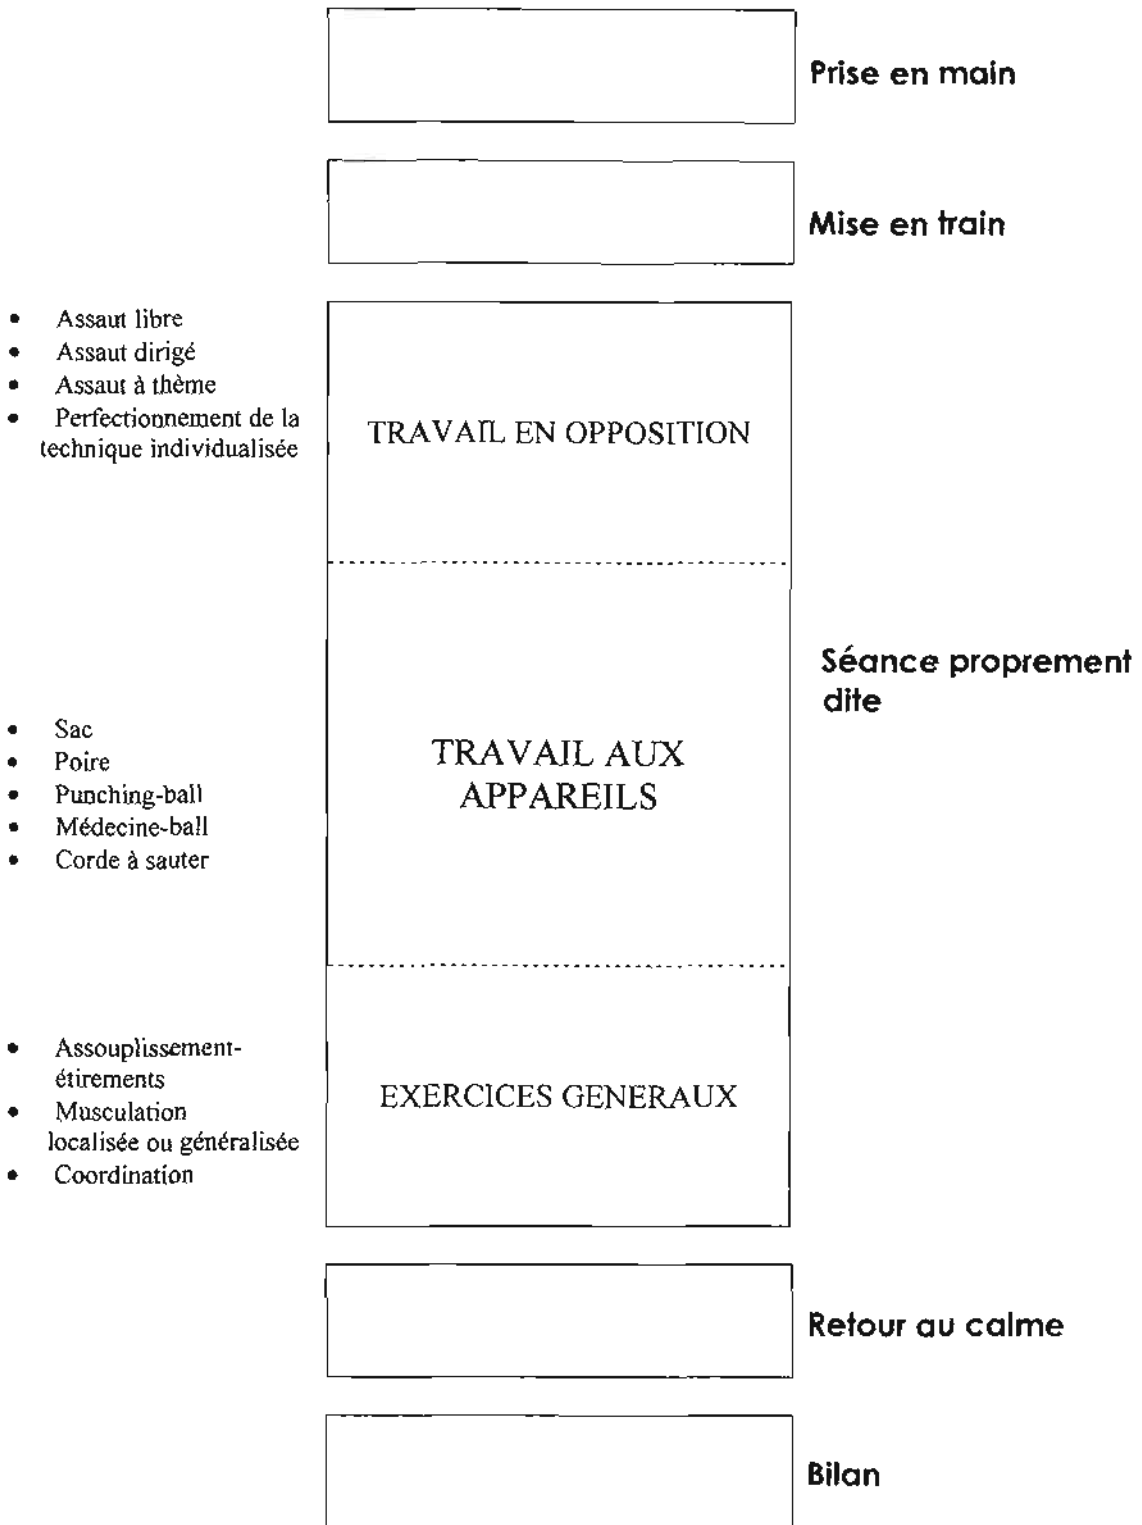 Prise en main
Mise en train
• Assaut libre
• Assaut dirigé
• Assaut à thème
• Perfectionnement de la
technique individualisée
TRAVAIL EN OPPOSITION
Séance proprement
dite
• Sac
• Poire
• Punching-ball
• Médecine-ball
• Corde à sauter
TRAVAIL AUX
APPAREILS
• Assouplissement-
étirements
• Musculation
localisée ou généralisée
• Coordination
EXERCICES GENERAUX
Retour au calme
Bilan